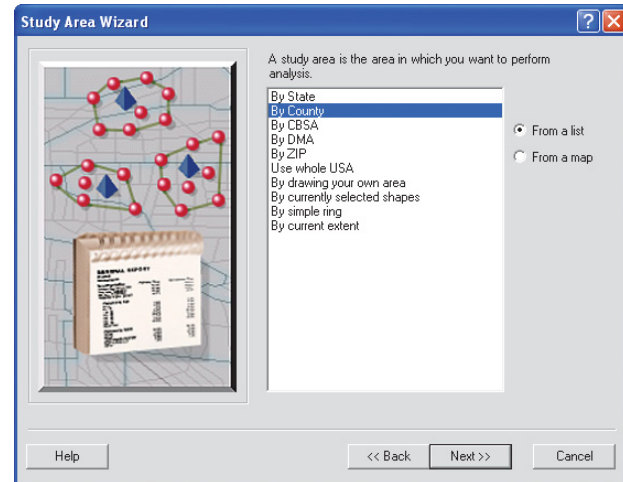 Study Area Wizard
A study area is the area in which you want to perform
analysis.
By State
By County
By CBSA
By DMA
By ZIP
Use whole USA
By drawing your own area
By currently selected shapes
By simple ring
By current extent
From a list
From a map
Help
<< Back
Next >>
Cancel